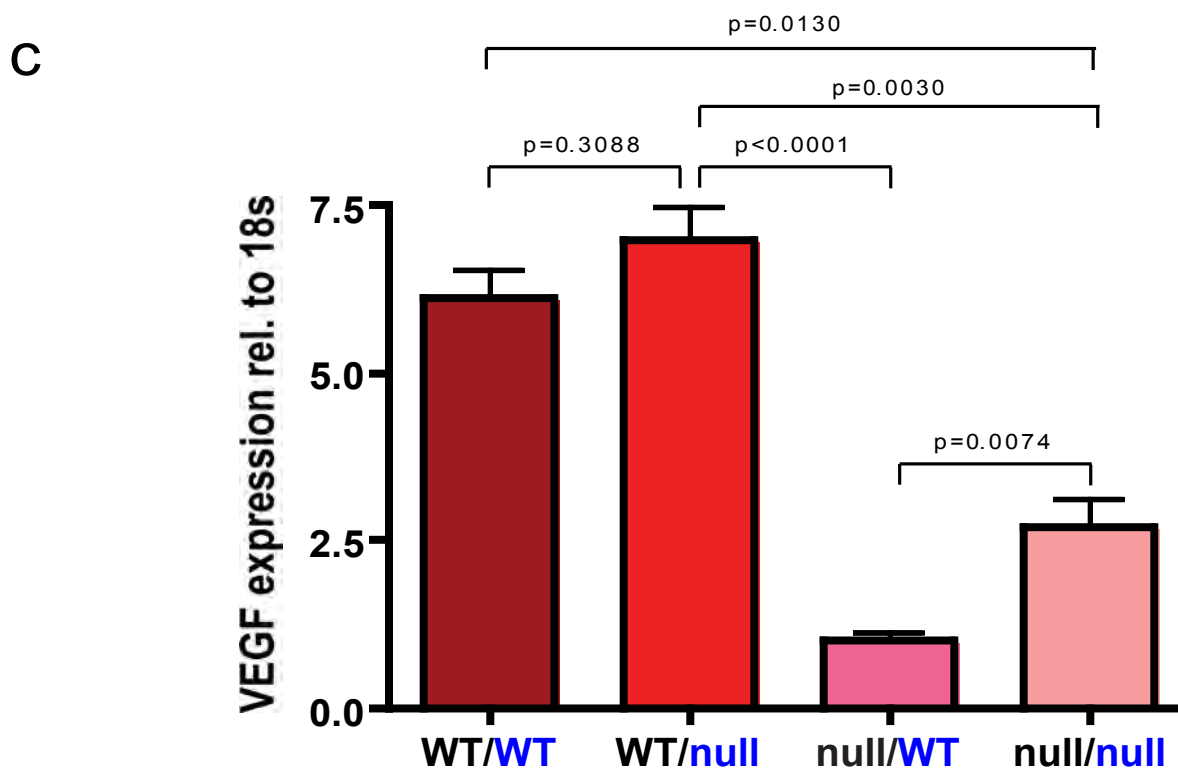 c
p=0.0130
p=0.0030
p=0.3088
p<0.0001
VEGF expression rel. to 18s
7.5
5.0
p=0.0074
2.5
0.0
WT/WT
WT/null
null/WT
null/null